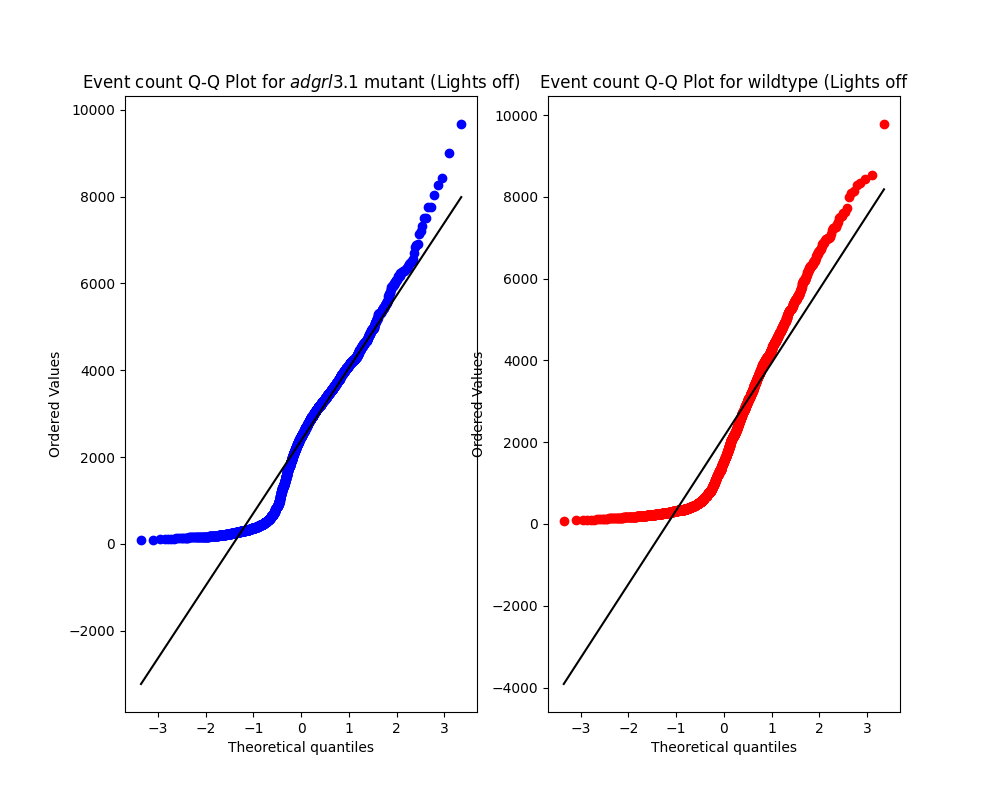 Event count Q-Q Plot for adgrl3.1 mutant (Lights off)
10000
8000
6000
4000
2000
0
−2000
Ordered Values
−3 −2 −1 0 1 2 3
Theoretical quantiles
Event count Q-Q Plot for wildtype (Lights off
10000
8000
6000
4000
2000
0
−2000
−4000
Ordered Values
−3 −2 −1 0 1 2 3
Theoretical quantiles